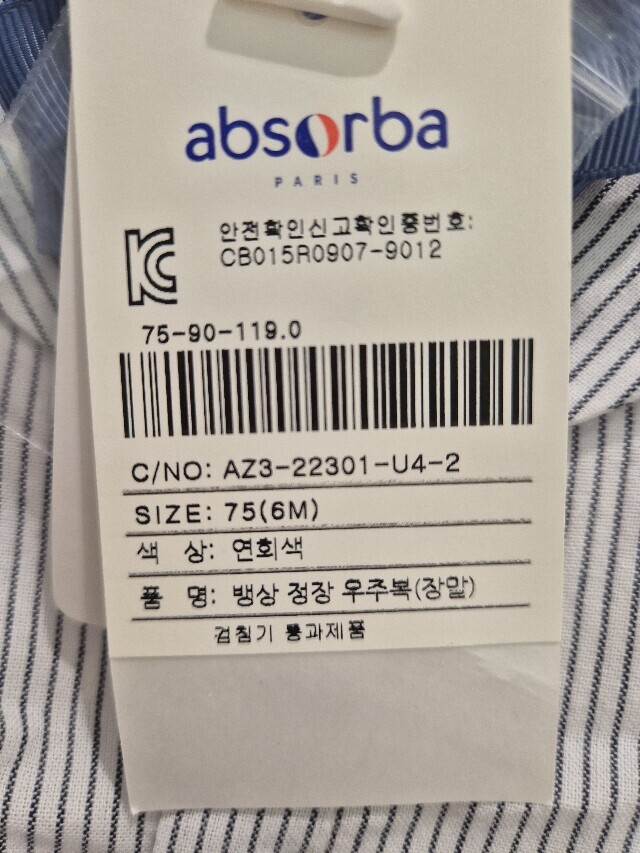 absorba
PARIS
안전확인신고확인증번호:
CB015R0907-9012
75-90-119.0
C/NO: AZ3-22301-U4-2
SIZE: 75(6M)
색 상: 연회색
품 명: 뱅상 정장 우주복(장말)
검침기 통과제품